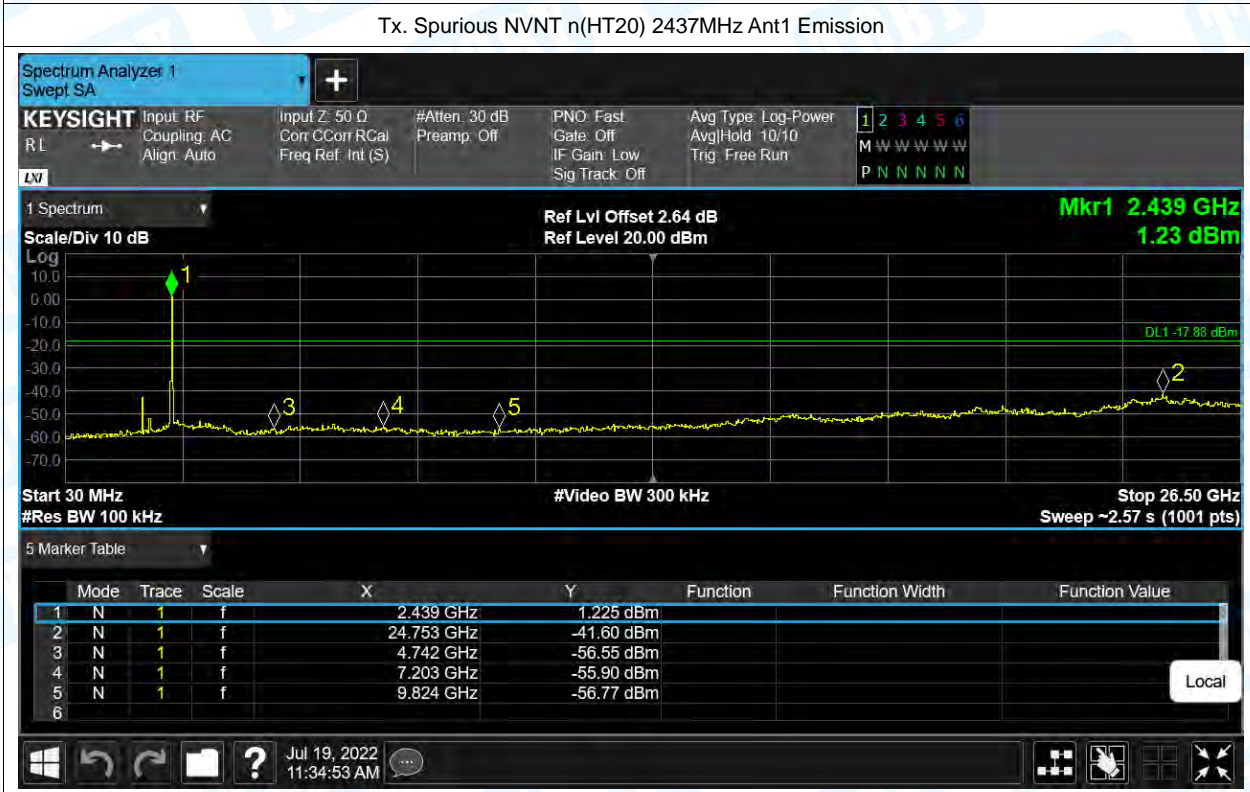 Tx. Spurious NVNT n(HT20) 2437MHz Ant1 Emission
Spectrum Analyzer 1
Swept SA
+
KEYSIGHT Input: RF Input Z: 50 Ω #Atten: 30 dB PNO: Fast Avg Type: Log-Power 1 2 3 4 5 6
RL Coupling: AC Corr CCorr RCal Preamp: Off Gate: Off Avg|Hold: 10/10 M W W W W W W
Align: Auto Freq Ref: Int (S) IF Gain: Low Trig: Free Run
LXI Sig Track: Off P N N N N N N
1 Spectrum Ref Lvl Offset 2.64 dB Mkr1 2.439 GHz
Scale/Div 10 dB Ref Level 20.00 dBm 1.23 dBm
Log
10.0 1
0.00
-10.0
DL1 -17.88 dBm
-20.0
-30.0
2
-40.0
-50.0 3 4 5
-60.0
-70.0
Start 30 MHz #Video BW 300 kHz Stop 26.50 GHz
#Res BW 100 kHz Sweep ~2.57 s (1001 pts)
5 Marker Table
Mode Trace Scale X Y Function Function Width Function Value
1 N 1 f 2.439 GHz 1.225 dBm
2 N 1 f 24.753 GHz -41.60 dBm
3 N 1 f 4.742 GHz -56.55 dBm
4 N 1 f 7.203 GHz -55.90 dBm
5 N 1 f 9.824 GHz -56.77 dBm
6
Local
? Jul 19, 2022
11:34:53 AM